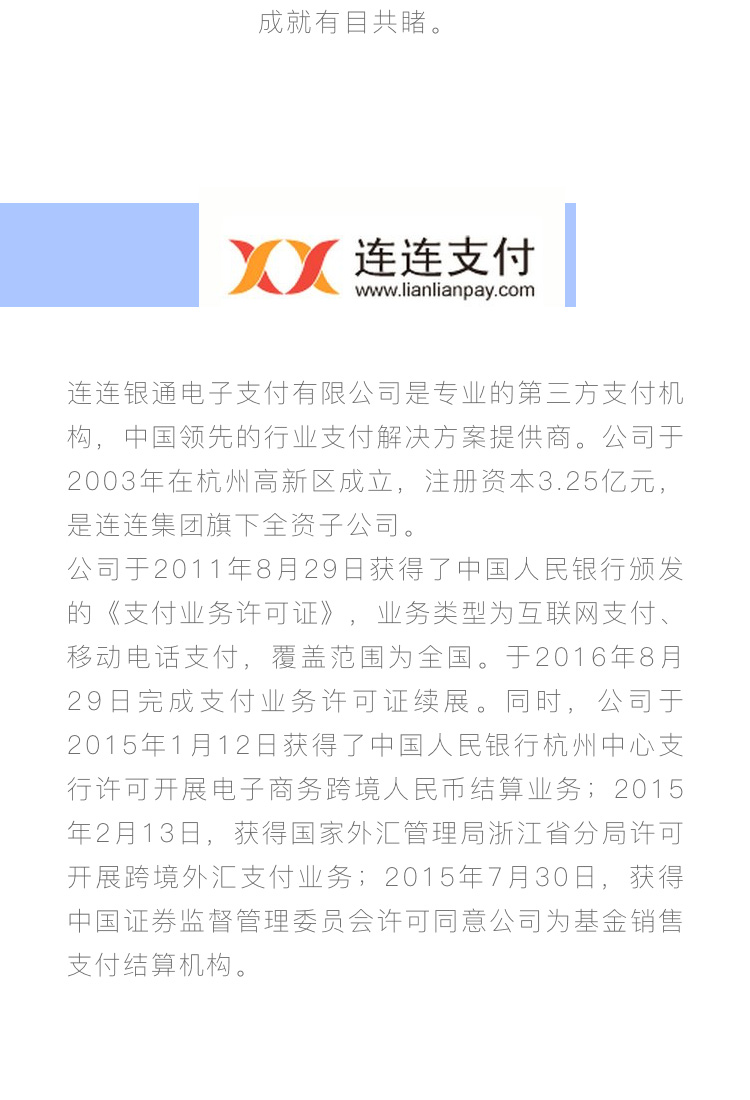 成就有目共睹。
连连支付
www.lianlianpay.com
连连银通电子支付有限公司是专业的第三方支付机
构，中国领先的行业支付解决方案提供商。公司于
2003年在杭州高新区成立，注册资本3.25亿元，
是连连集团旗下全资子公司。
公司于2011年8月29日获得了中国人民银行颁发
的《支付业务许可证》，业务类型为互联网支付、
移动电话支付，覆盖范围为全国。于2016年8月
29日完成支付业务许可证续展。同时，公司于
2015年1月12日获得了中国人民银行杭州中心支
行许可开展电子商务跨境人民币结算业务；2015
年2月13日，获得国家外汇管理局浙江省分局许可
开展跨境外汇支付业务；2015年7月30日，获得
中国证券监督管理委员会许可同意公司为基金销售
支付结算机构。